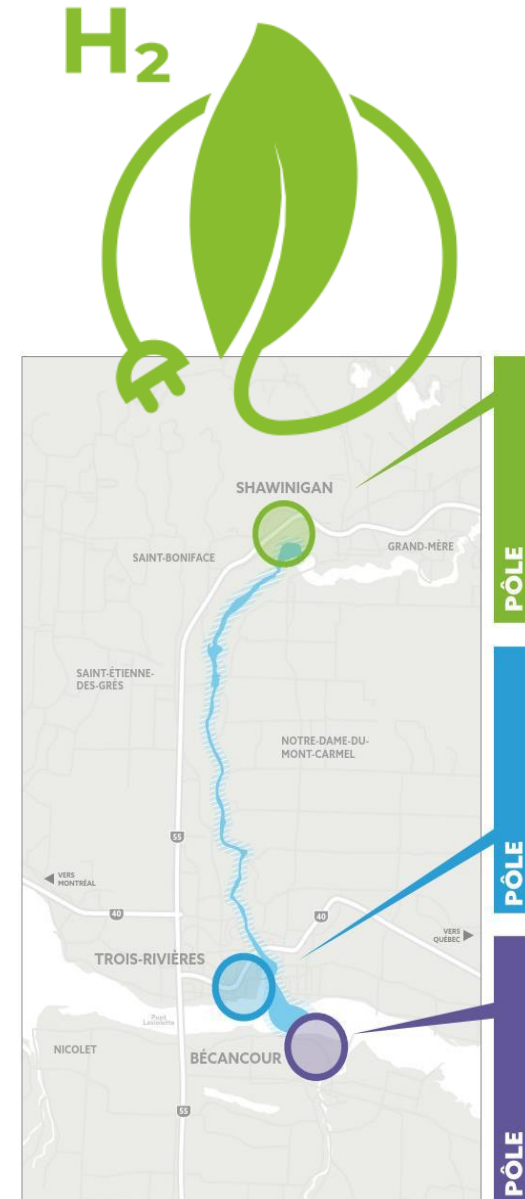 H₂
SHAWINIGAN
GRAND-MÈRE
SAINT-BONIFACE
PÔLE
SAINT-ÉTIENNE-
DES-GRÈS
NOTRE-DAME-DU-
MONT-CARMEL
55
VERS
MONTRÉAL
40
40
VERS
QUÉBEC
PÔLE
TROIS-RIVIÈRES
Pont
Laviolette
NICOLET
BÉCANCOUR
55
PÔLE